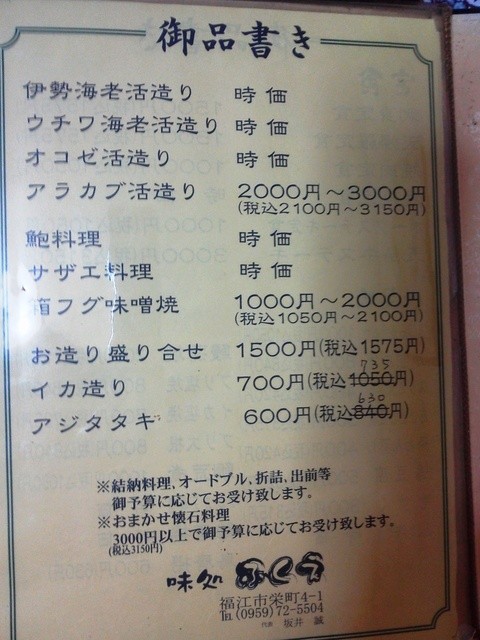 御品書き
伊勢海老活造り 時価
ウチワ海老活造り 時価
オコゼ活造り 時価
アラカブ活造り 2000円～3000円
(税込2100円～3150円)
鮑料理 時価
サザエ料理 時価
箱フグ味噌焼 1000円～2000円
(税込1050円～2100円)
お造り盛り合せ 1500円(税込1575円)
735
イカ造り 700円(税込1050円)
630
アジタタキ 600円(税込840円)
※結納料理、オードブル、折詰、出前等
御予算に応じてお受け致します。
※おまかせ懐石料理
3000円以上で御予算に応じてお受け致します。
(税込3150円)
味処 ふくう
福江市栄町4-1
℡(0959)72-5504
代表 坂井 誠